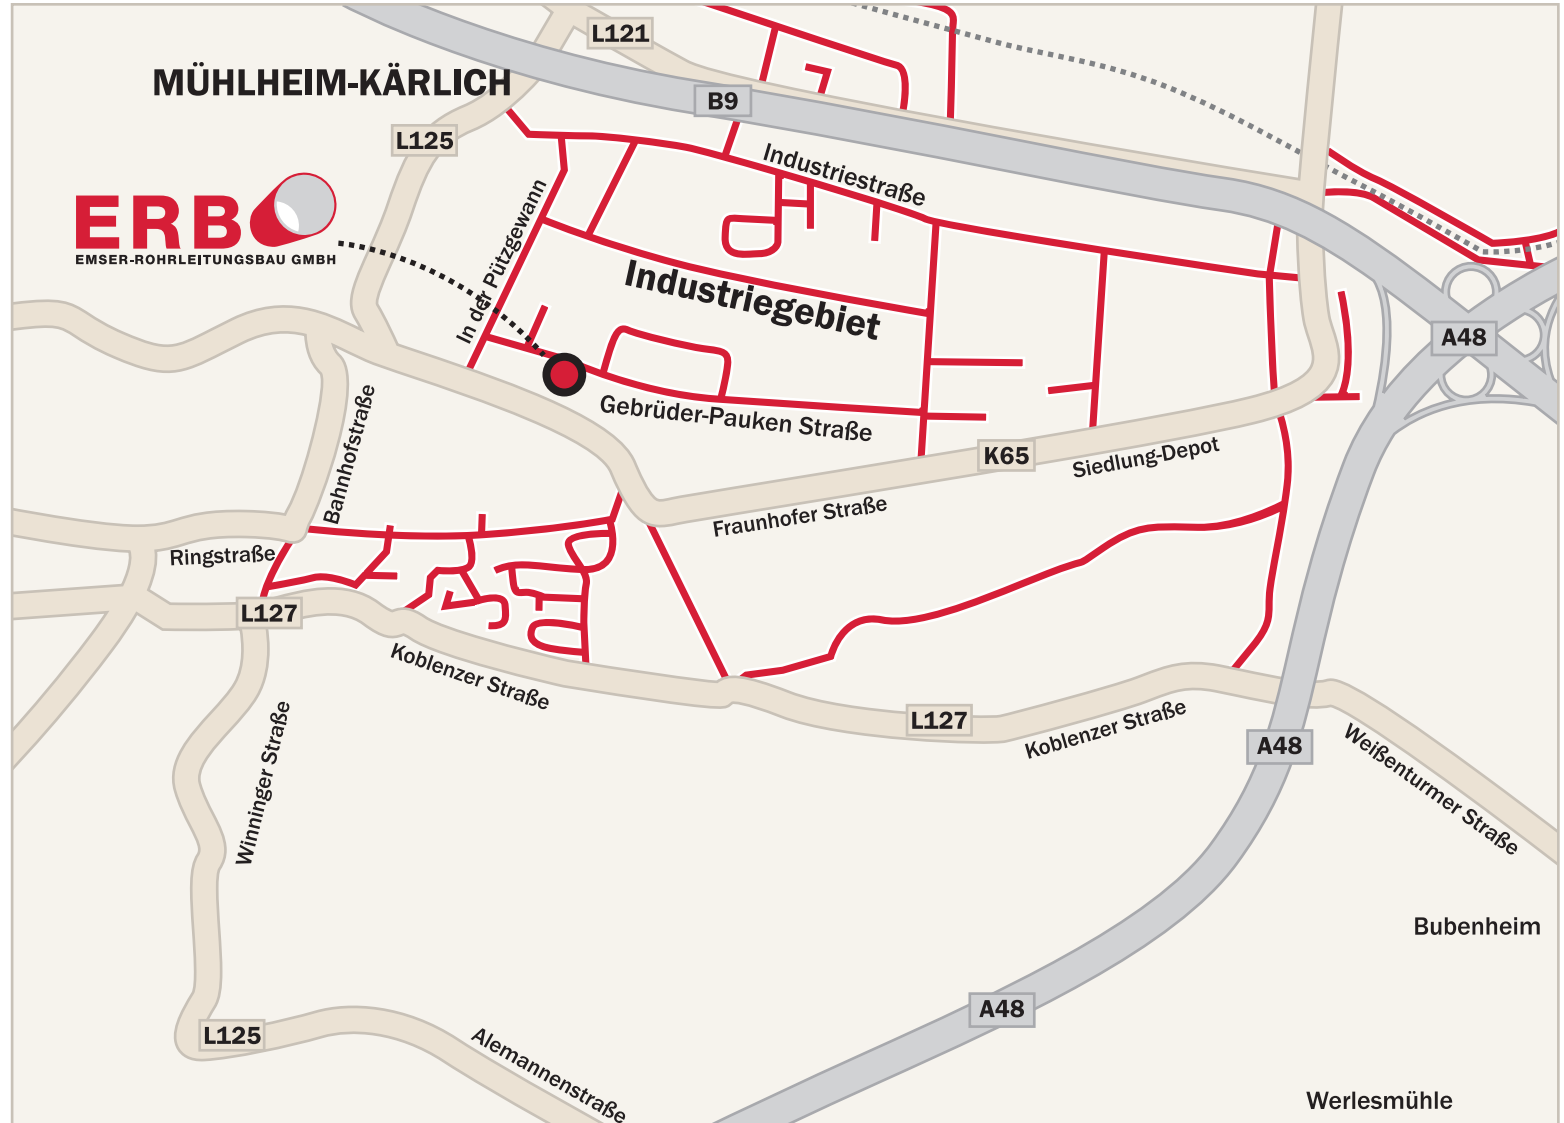 L121
MÜHLHEIM-KÄRLICH
B9
L125
Industriestraße
ERB
EMSER-ROHRLEITUNGSBAU GMBH
In der Pützgewann
Industriegebiet
A48
Gebrüder-Pauken Straße
K65
Siedlung-Depot
Bahnhofstraße
Fraunhofer Straße
Ringstraße
L127
Koblenzer Straße
L127
Koblenzer Straße
A48
Weißenturmer Straße
Winninger Straße
Bubenheim
A48
L125
Alemannenstraße
Werlesmühle